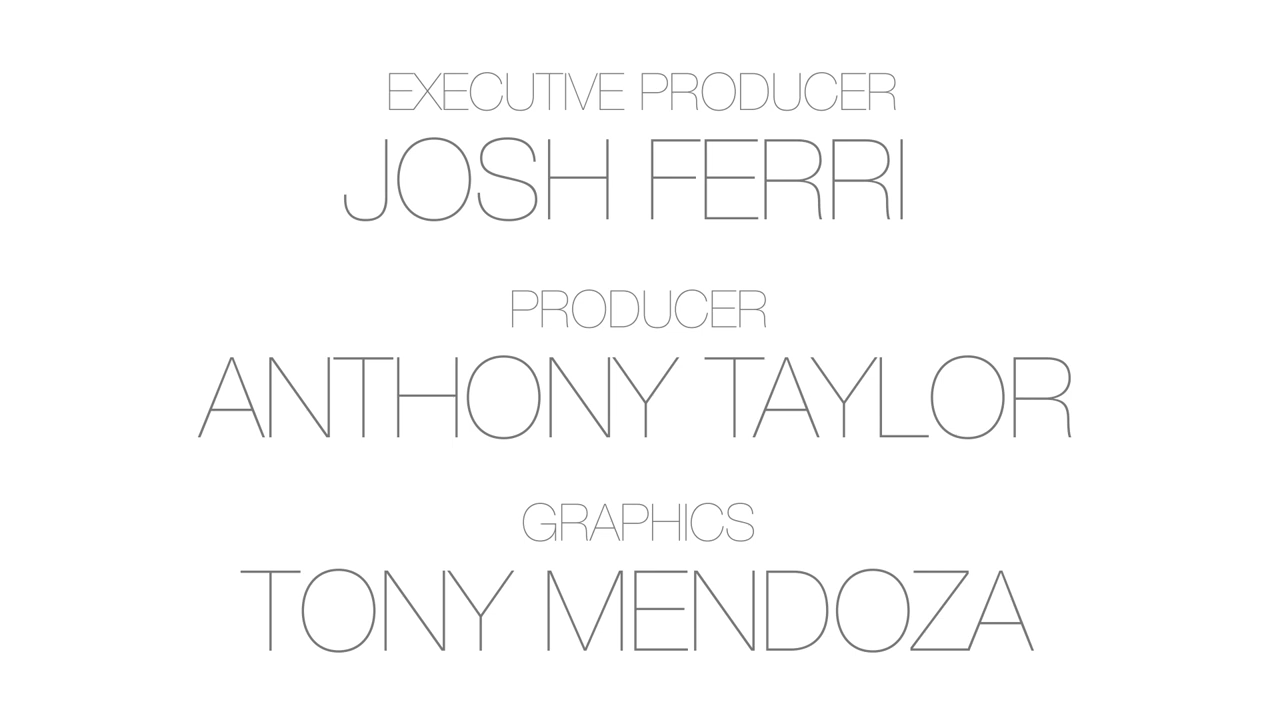 EXECUTIVE PRODUCER
JOSH FERRI
PRODUCER
ANTHONY TAYLOR
GRAPHICS
TONY MENDOZA